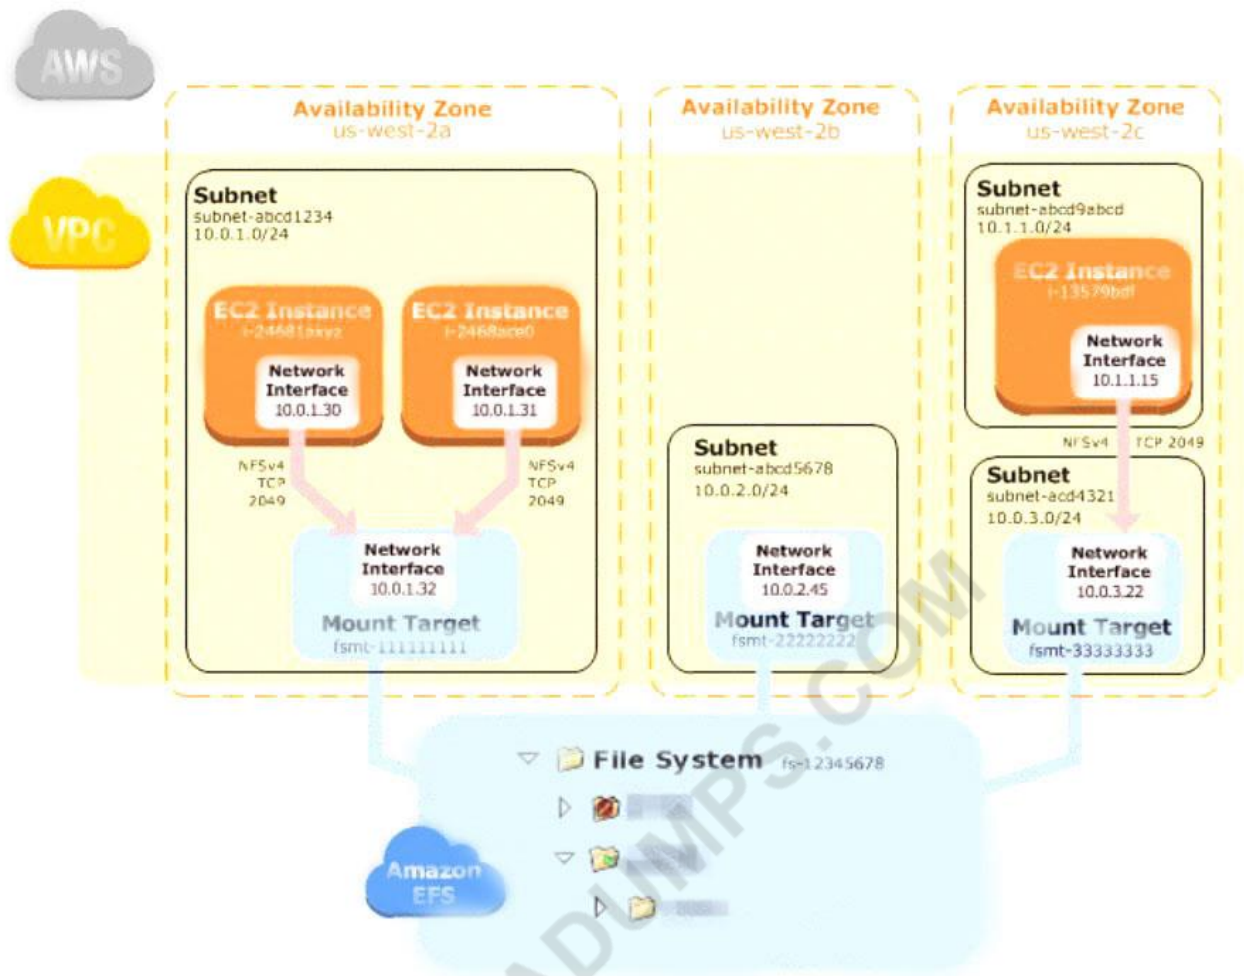 AWS
Availability Zone
us-west-2a
Availability Zone
us-west-2b
Availability Zone
us-west-2c
VPC
Subnet
subnet-abcd1234
10.0.1.0/24
EC2 Instance
Network
Interface
10.0.1.30
EC2 Instance
i-2468ace0
Network
Interface
10.0.1.31
NFSv4
TCP
2049
NFSv4
TCP
2049
Network
Interface
10.0.1.32
Mount Target
fsmt-111111111
Subnet
subnet-abcd5678
10.0.2.0/24
Network
Interface
10.0.2.45
Mount Target
fsmt-22222222
Subnet
subnet-abcd9abcd
10.1.1.0/24
EC2 Instance
i-13579bdf
Network
Interface
10.1.1.15
NFSv4 TCP 2049
Subnet
subnet-acd4321
10.0.3.0/24
Network
Interface
10.0.3.22
Mount Target
fsmt-33333333
File System fs-12345678
Amazon
EFS
ADUMPS.COM